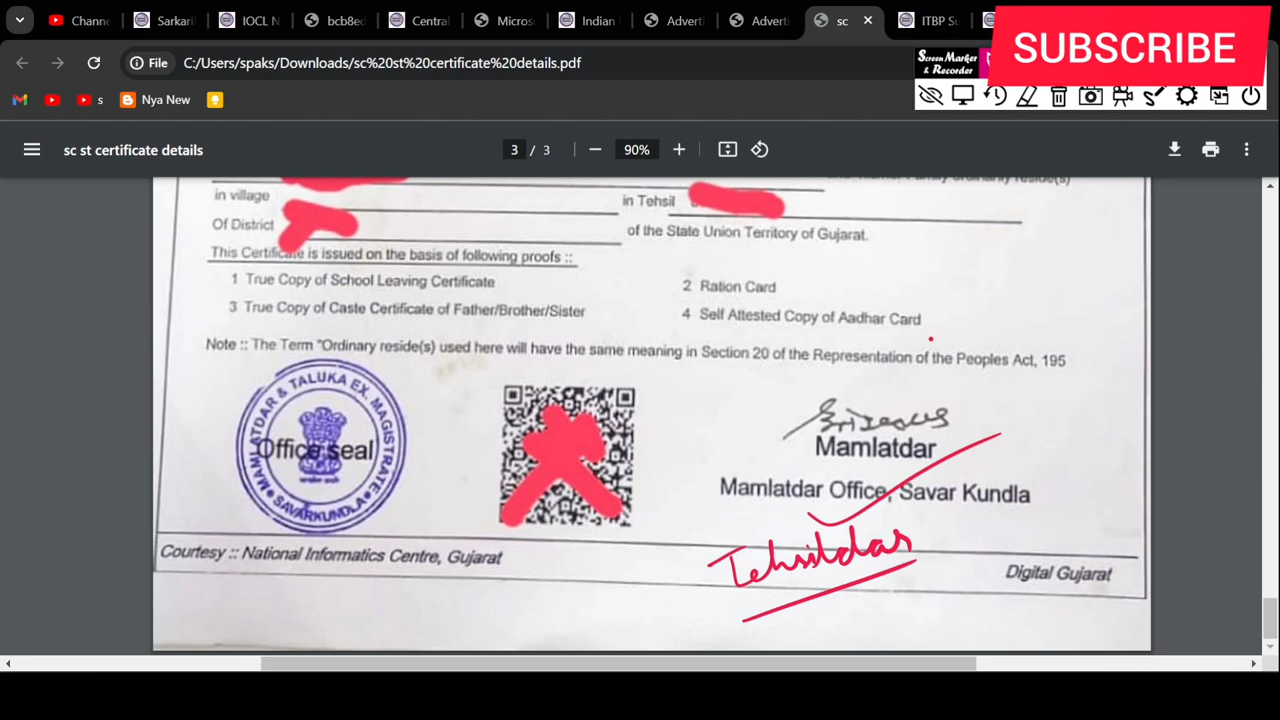 Channe
Sarkari
IOCL N
bcb8ed
Central
Micros
Indian
Adverti
Adverti
sc
ITBP Su
SUBSCRIBE
File
C:/Users/spaks/Downloads/sc%20st%20certificate%20details.pdf
Screen Marker
& Recorder
s
Nya New
sc st certificate details
3 / 3
90%
in village
in Tehsil
Of District
of the State Union Territory of Gujarat.
This Certificate is issued on the basis of following proofs ::
1 True Copy of School Leaving Certificate
2 Ration Card
3 True Copy of Caste Certificate of Father/Brother/Sister
4 Self Attested Copy of Aadhar Card
Note :: The Term "Ordinary reside(s) used here will have the same meaning in Section 20 of the Representation of the Peoples Act, 195
MAMLATDAR & TALUKA EX. MAGISTRATE
Office seal
SAVARKUNDLA
Mamlatdar
Mamlatdar Office, Savar Kundla
Tehsildar
Courtesy :: National Informatics Centre, Gujarat
Digital Gujarat